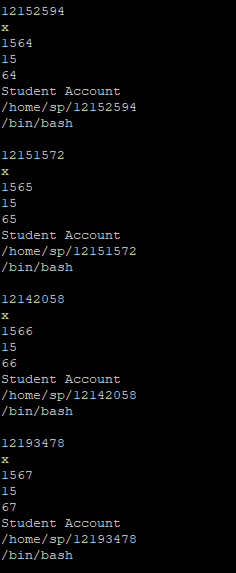 12152594
x
1564
15
64
Student Account
/home/sp/12152594
/bin/bash

12151572
x
1565
15
65
Student Account
/home/sp/12151572
/bin/bash

12142058
x
1566
15
66
Student Account
/home/sp/12142058
/bin/bash

12193478
x
1567
15
67
Student Account
/home/sp/12193478
/bin/bash